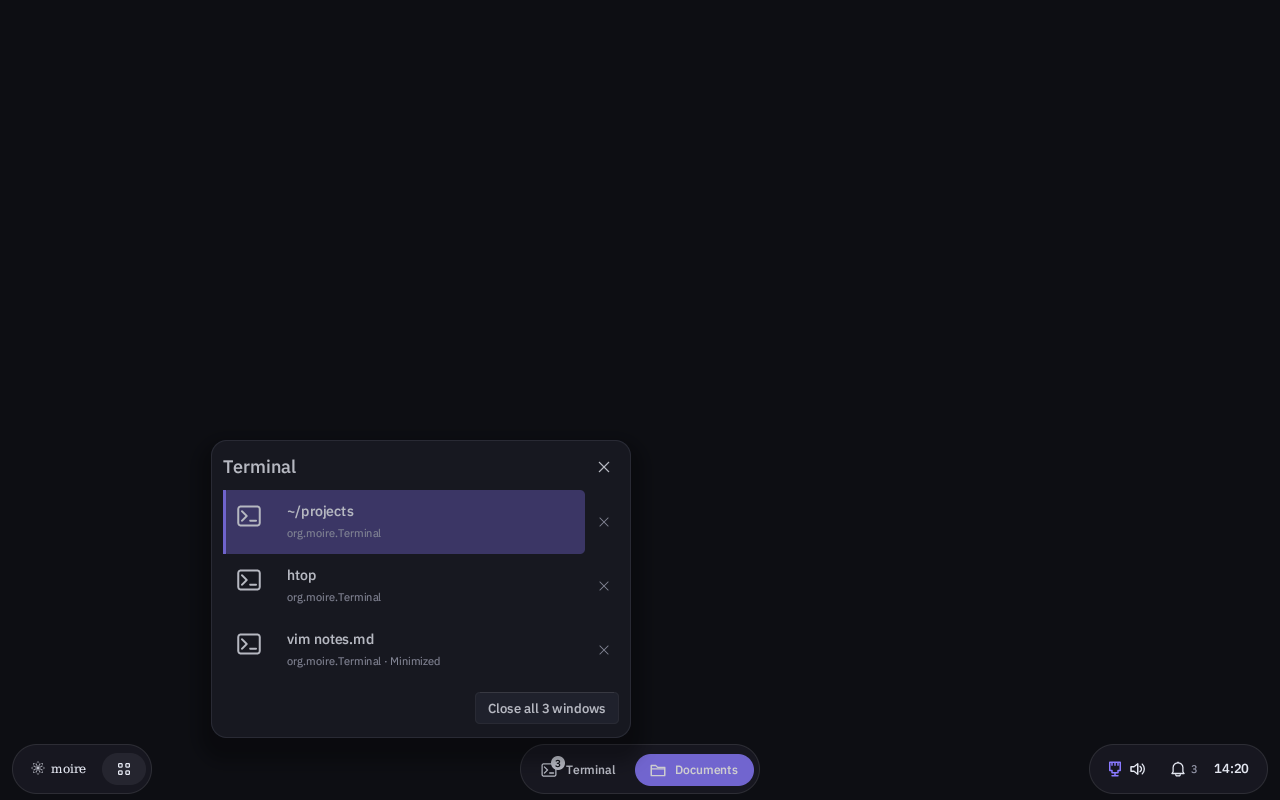 Terminal
~/projects
org.moire.Terminal
htop
org.moire.Terminal
vim notes.md
org.moire.Terminal · Minimized
Close all 3 windows
moire
3
Terminal
Documents
3
14:20